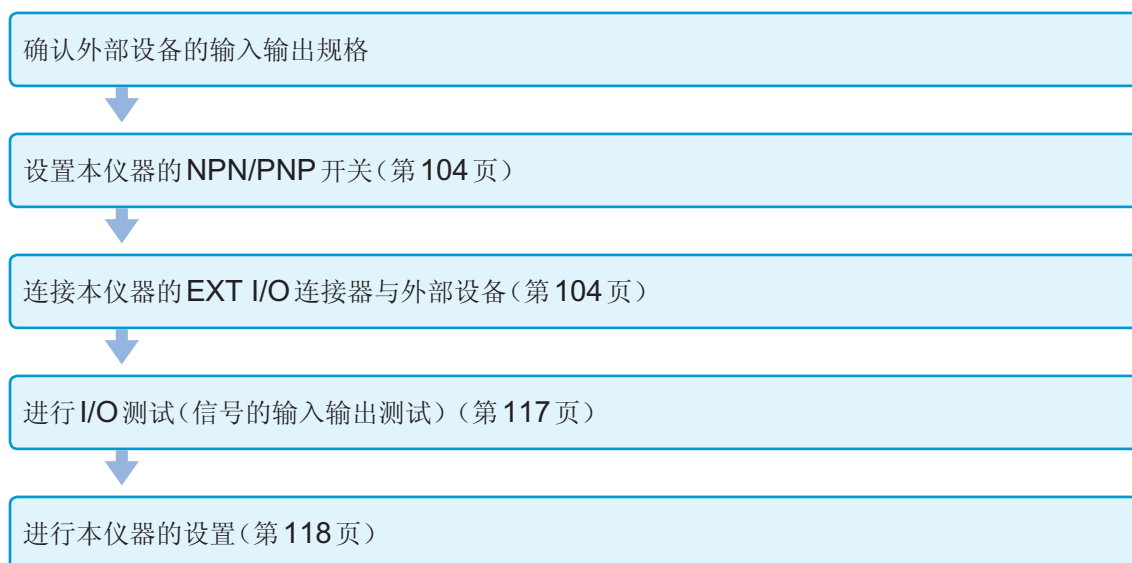 确认外部设备的输入输出规格
设置本仪器的NPN/PNP开关（第104页）
连接本仪器的EXT I/O连接器与外部设备（第104页）
进行I/O测试（信号的输入输出测试）（第117页）
进行本仪器的设置（第118页）